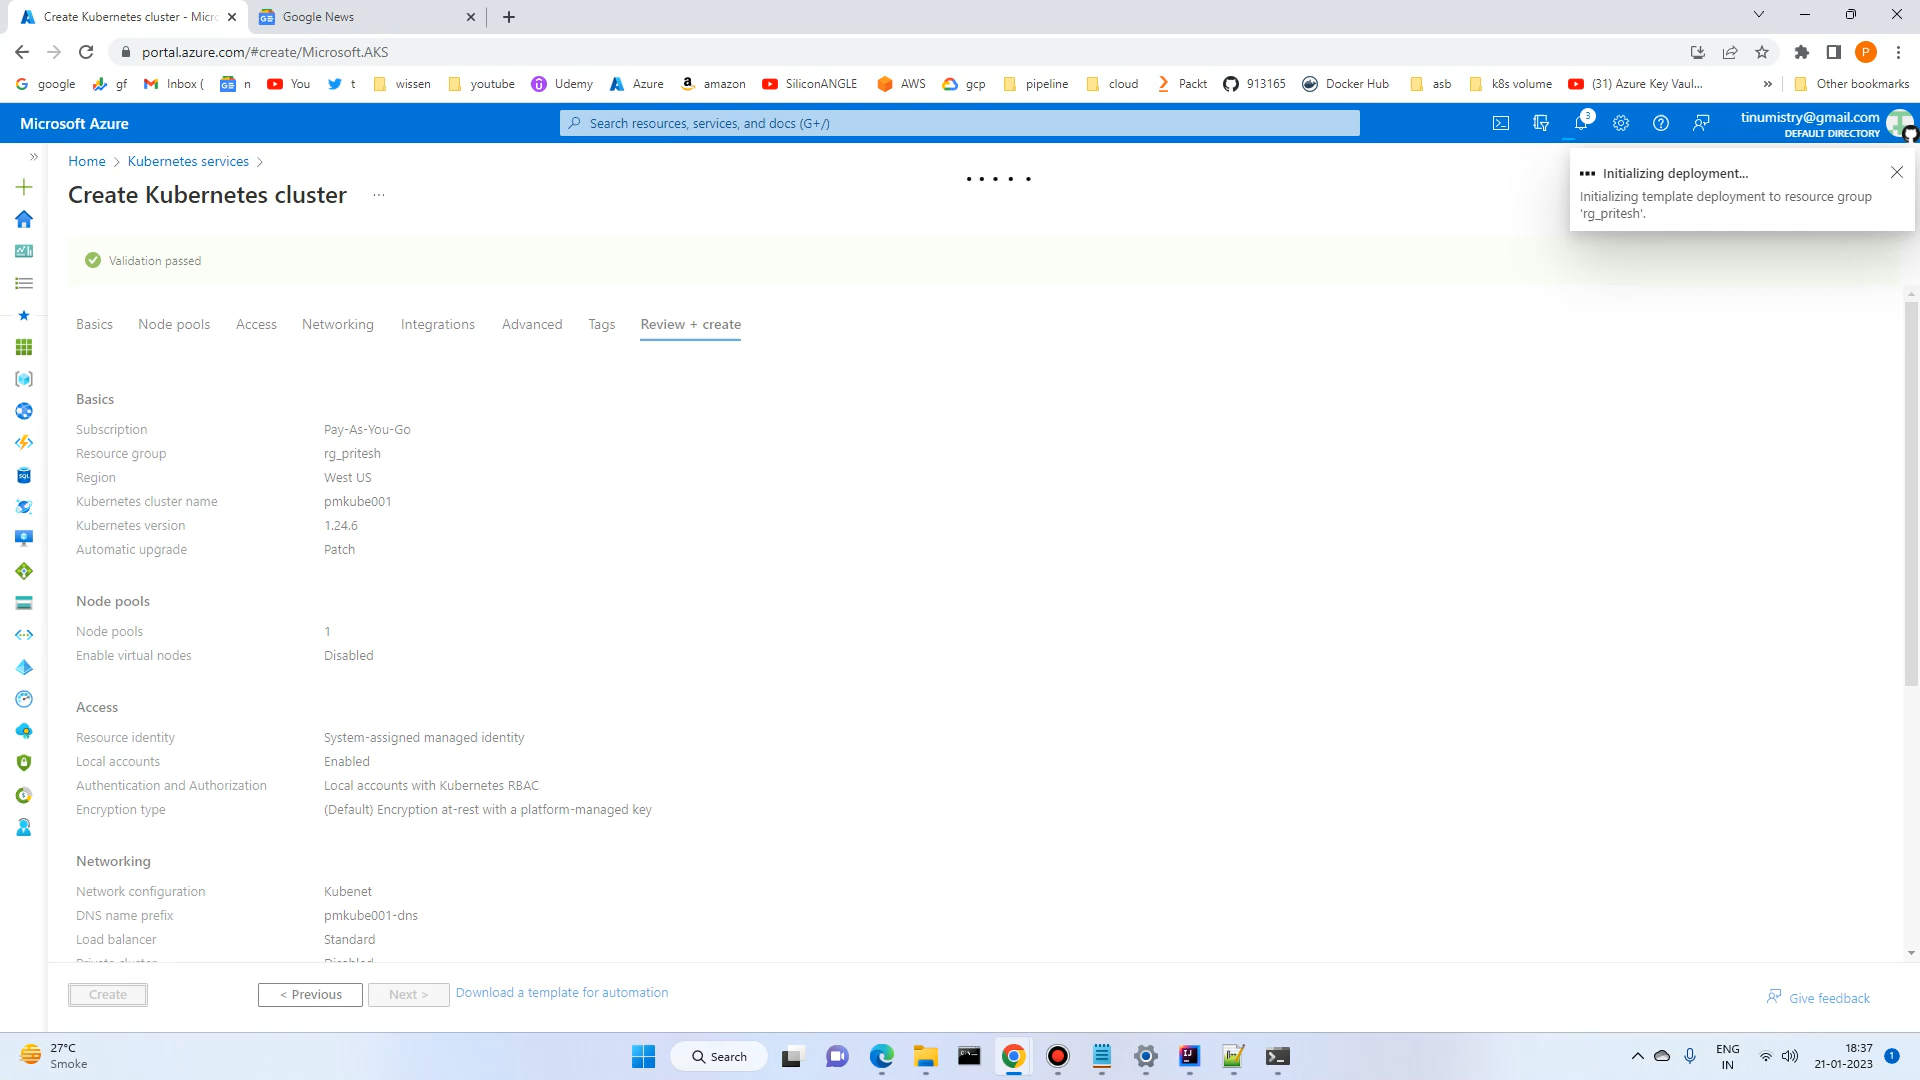 Create Kubernetes cluster - Micro
Google News
portal.azure.com/#create/Microsoft.AKS
google
gf
Inbox (
n
You
t
wissen
youtube
Udemy
Azure
amazon
SiliconANGLE
AWS
gcp
pipeline
cloud
Packt
913165
Docker Hub
asb
k8s volume
(31) Azure Key Vaul...
»
Other bookmarks
Microsoft Azure
Search resources, services, and docs (G+/)
3
tinumistry@gmail.com
DEFAULT DIRECTORY
Home > Kubernetes services >
Create Kubernetes cluster ...
Initializing deployment...
Initializing template deployment to resource group
'rg_pritesh'.
Validation passed
Basics Node pools Access Networking Integrations Advanced Tags Review + create
Basics
Subscription Pay-As-You-Go
Resource group rg_pritesh
Region West US
Kubernetes cluster name pmkube001
Kubernetes version 1.24.6
Automatic upgrade Patch
Node pools
Node pools 1
Enable virtual nodes Disabled
Access
Resource identity System-assigned managed identity
Local accounts Enabled
Authentication and Authorization Local accounts with Kubernetes RBAC
Encryption type (Default) Encryption at-rest with a platform-managed key
Networking
Network configuration Kubenet
DNS name prefix pmkube001-dns
Load balancer Standard
Private cluster Disabled
Create < Previous Next > Download a template for automation
Give feedback
27°C
Smoke
Search
ENG
IN
18:37
21-01-2023
1